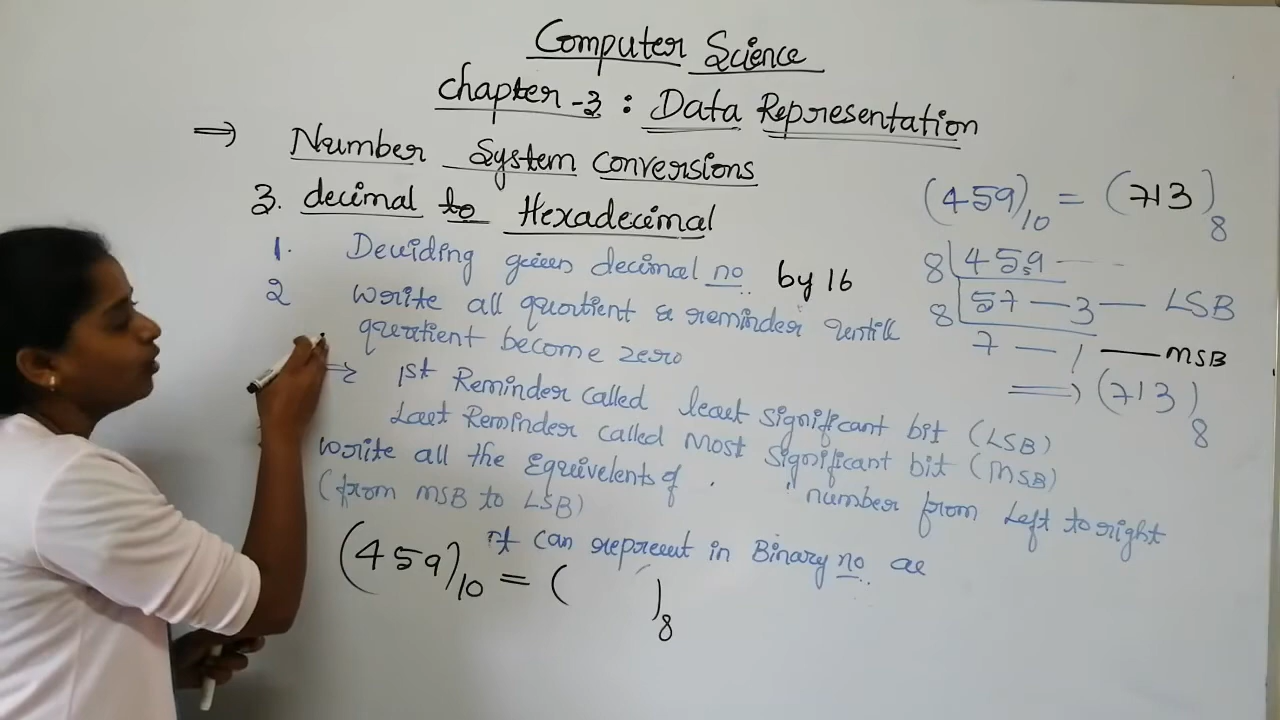 Computer Science
Chapter -3 : Data Representation
⇒ Number System Conversions
3. decimal to Hexadecimal
1. Deviding given decimal no by 16
2 Write all quotient & reminder untill
quotient become zero
⇒ 1st Reminder called least significant bit (LSB)
Last Reminder called Most Significant bit (MSB)
Write all the Equivelents of number from Left to right
(from MSB to LSB)
it can represent in Binary no as
(459)10 = ( )8
(459)10 = (713)8
8 459
8 57 — 3 — LSB
7 — 1 — MSB
⇒ (713)8